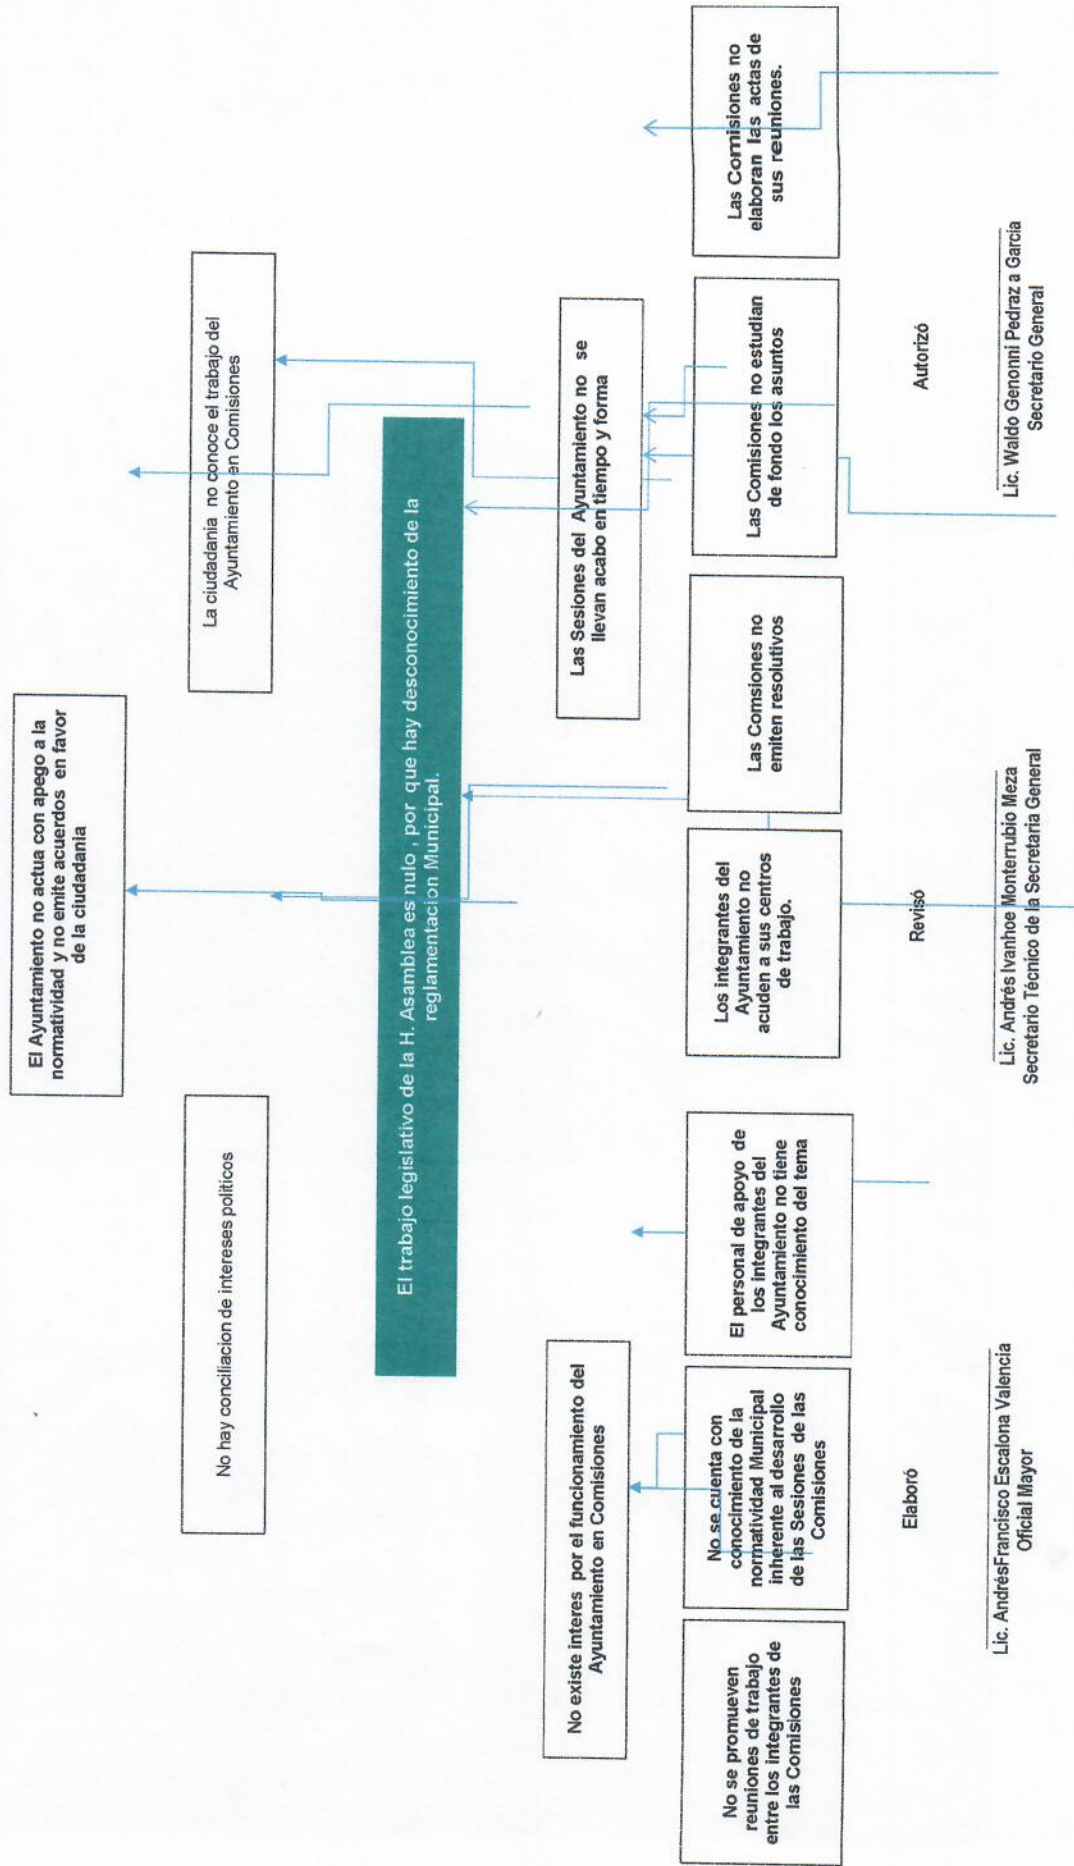 El Ayuntamiento no actua con apego a la
normatividad y no emite acuerdos en favor
de la ciudadania
No hay conciliacion de intereses politicos
La ciudadania no conoce el trabajo del
Ayuntamiento en Comisiones
El trabajo legislativo de la H. Asamblea es nulo , por que hay desconocimiento de la
reglamentacion Municipal.
No existe interes por el funcionamiento del
Ayuntamiento en Comisiones
Las Sesiones del Ayuntamiento no se
llevan acabo en tiempo y forma
No se promueven
reuniones de trabajo
entre los integrantes de
las Comisiones
No se cuenta con
conocimiento de la
normatividad Municipal
inherente al desarrollo
de las Sesiones de las
Comisiones
El personal de apoyo de
los integrantes del
Ayuntamiento no tiene
conocimiento del tema
Los integrantes del
Ayuntamiento no
acuden a sus centros
de trabajo.
Las Comsiones no
emiten resolutivos
Las Comisiones no estudian
de fondo los asuntos
Las Comisiones no
elaboran las actas de
sus reuniones.
Elaboró
Lic. AndrésFrancisco Escalona Valencia
Oficial Mayor
Revisó
Lic. Andrés Ivanhoe Monterrubio Meza
Secretario Técnico de la Secretaria General
Autorizó
Lic. Waldo Genonni Pedraz a Garcia
Secretario General